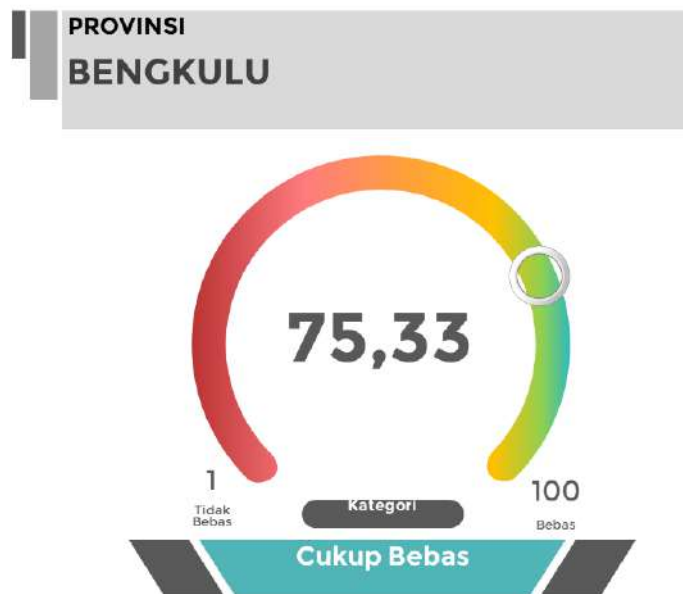 PROVINSI
BENGKULU
75,33
1
Tidak
Bebas
100
Bebas
Kategori
Cukup Bebas